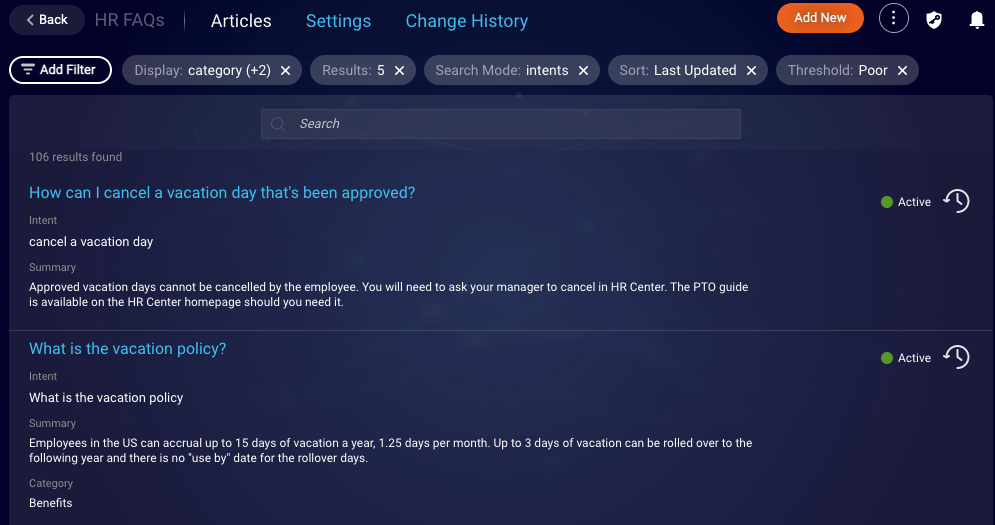 Back HR FAQs Articles Settings Change History Add New
Add Filter Display: category (+2) Results: 5 Search Mode: intents Sort: Last Updated Threshold: Poor
Search
106 results found
How can I cancel a vacation day that's been approved?
Active
Intent
cancel a vacation day
Summary
Approved vacation days cannot be cancelled by the employee. You will need to ask your manager to cancel in HR Center. The PTO guide
is available on the HR Center homepage should you need it.
What is the vacation policy?
Active
Intent
What is the vacation policy
Summary
Employees in the US can accrual up to 15 days of vacation a year, 1.25 days per month. Up to 3 days of vacation can be rolled over to the
following year and there is no "use by" date for the rollover days.
Category
Benefits